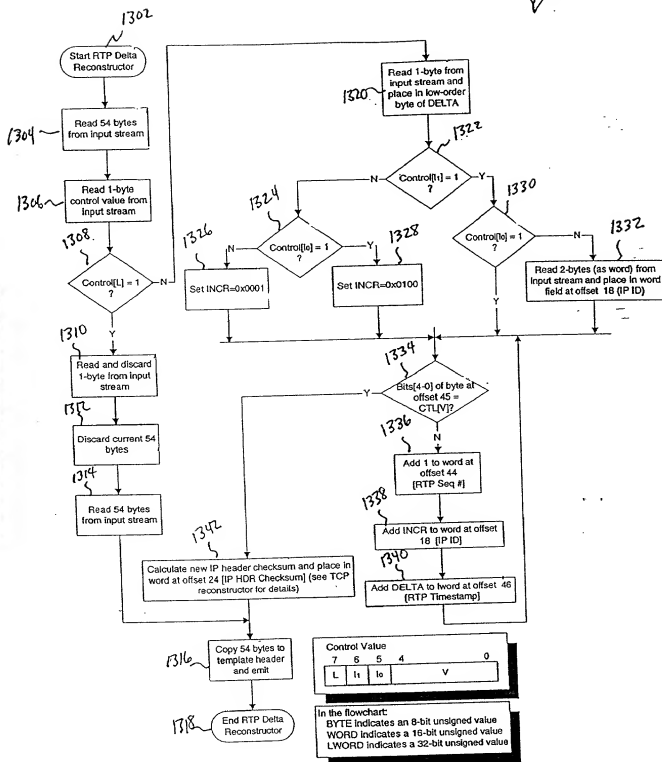 1302
Start RTP Delta
Reconstructor
1304
Read 54 bytes
from input stream
1306
Read 1-byte
control value from
input stream
1308
Control[L] = 1
?
N
Y
1310
Read and discard
1-byte from input
stream
1312
Discard current 54
bytes
1314
Read 54 bytes
from input stream
1320
Read 1-byte from
input stream and
place in low-order
byte of DELTA
1322
Control[I1] = 1
?
N
Y
1324
Control[I0] = 1
?
N
Y
1326
Set INCR=0x0001
1328
Set INCR=0x0100
1330
Control[I0] = 1
?
N
Y
1332
Read 2-bytes (as word) from
input stream and place in word
field at offset 18 (IP ID)
1334
Bits[4-0] of byte at
offset 45 =
CTL[V]?
Y
N
1336
Add 1 to word at
offset 44
[RTP Seq #]
1338
Add INCR to word at offset
18 [IP ID]
1340
Add DELTA to lword at offset 46
[RTP Timestamp]
1342
Calculate new IP header checksum and place in
word at offset 24 [IP HDR Checksum] (see TCP
reconstructor for details)
1316
Copy 54 bytes to
template header
and emit
1318
End RTP Delta
Reconstructor
Control Value
7 6 5 4 0
L I1 I0 V
In the flowchart:
BYTE indicates an 8-bit unsigned value
WORD indicates a 16-bit unsigned value
LWORD indicates a 32-bit unsigned value